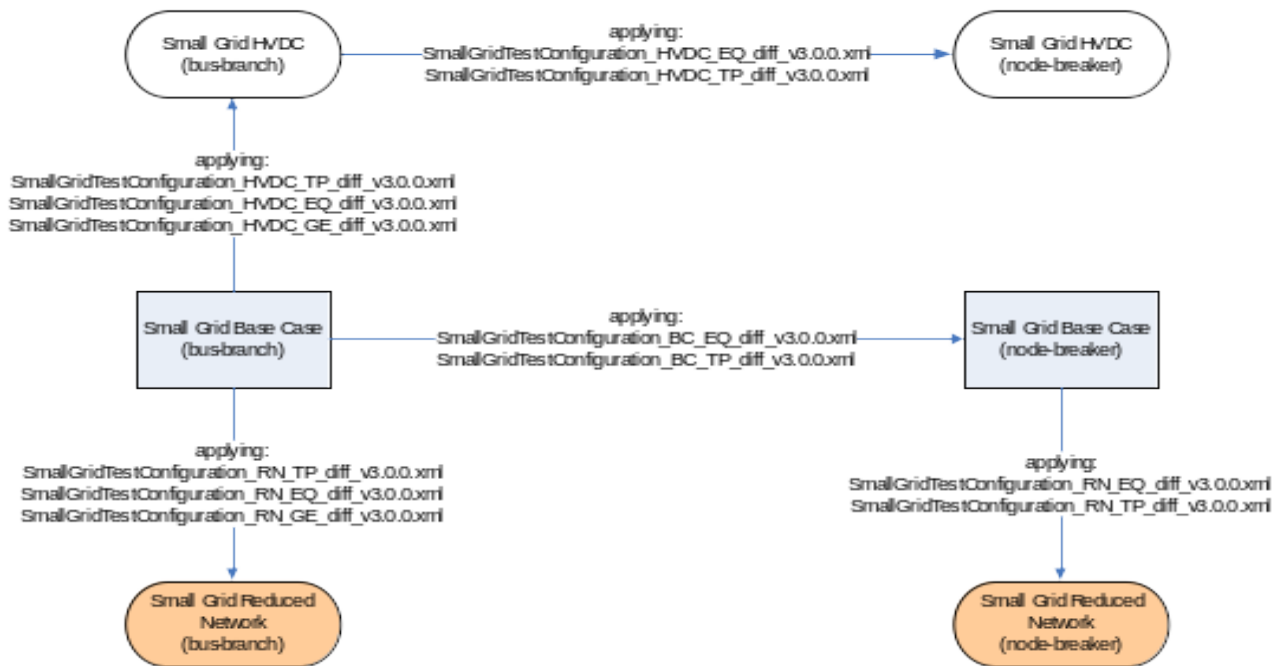 Small Grid HVDC
(bus-branch)
applying:
SmallGridTestConfiguration_HVDC_EQ_diff_v3.0.0.xml
SmallGridTestConfiguration_HVDC_TP_diff_v3.0.0.xml
Small Grid HVDC
(node-breaker)
applying:
SmallGridTestConfiguration_HVDC_TP_diff_v3.0.0.xml
SmallGridTestConfiguration_HVDC_EQ_diff_v3.0.0.xml
SmallGridTestConfiguration_HVDC_GE_diff_v3.0.0.xml
Small Grid Base Case
(bus-branch)
applying:
SmallGridTestConfiguration_BC_EQ_diff_v3.0.0.xml
SmallGridTestConfiguration_BC_TP_diff_v3.0.0.xml
Small Grid Base Case
(node-breaker)
applying:
SmallGridTestConfiguration_RN_TP_diff_v3.0.0.xml
SmallGridTestConfiguration_RN_EQ_diff_v3.0.0.xml
SmallGridTestConfiguration_RN_GE_diff_v3.0.0.xml
applying:
SmallGridTestConfiguration_RN_EQ_diff_v3.0.0.xml
SmallGridTestConfiguration_RN_TP_diff_v3.0.0.xml
Small Grid Reduced
Network
(bus-branch)
Small Grid Reduced
Network
(node-breaker)